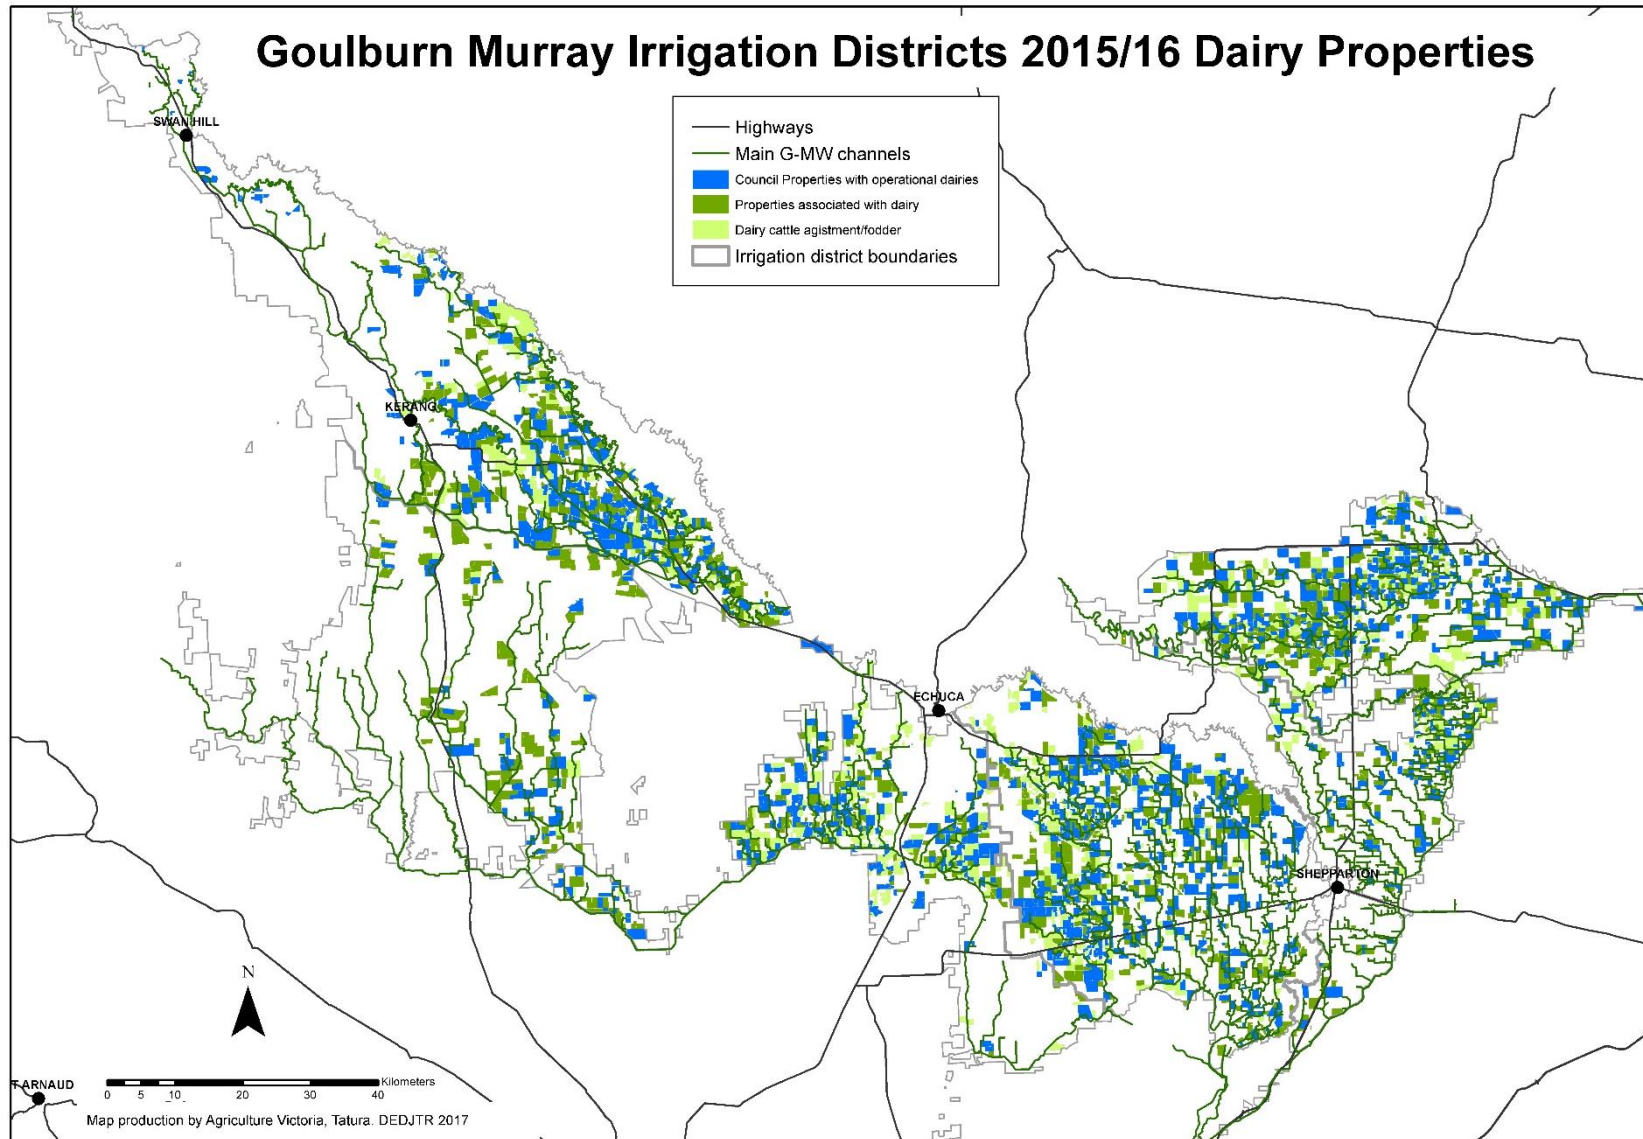 Goulburn Murray Irrigation Districts 2015/16 Dairy Properties
Highways
Main G-MW channels
Council Properties with operational dairies
Properties associated with dairy
Dairy cattle agistment/fodder
Irrigation district boundaries
SWAN HILL
KERANG
ECHUCA
SHEPPARTON
N
T ARNAUD
Kilometers
0 5 10 20 30 40
Map production by Agriculture Victoria, Tatura. DEDJTR 2017